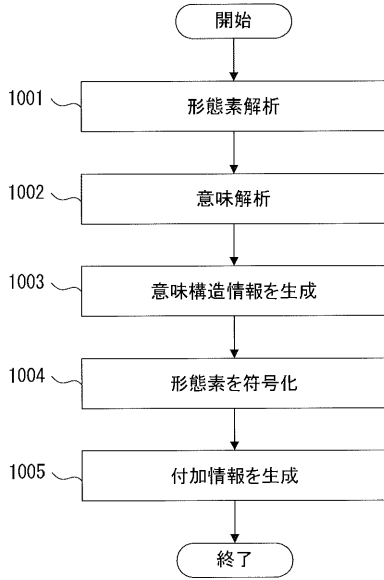 開始
1001
形態素解析
1002
意味解析
1003
意味構造情報を生成
1004
形態素を符号化
1005
付加情報を生成
終了